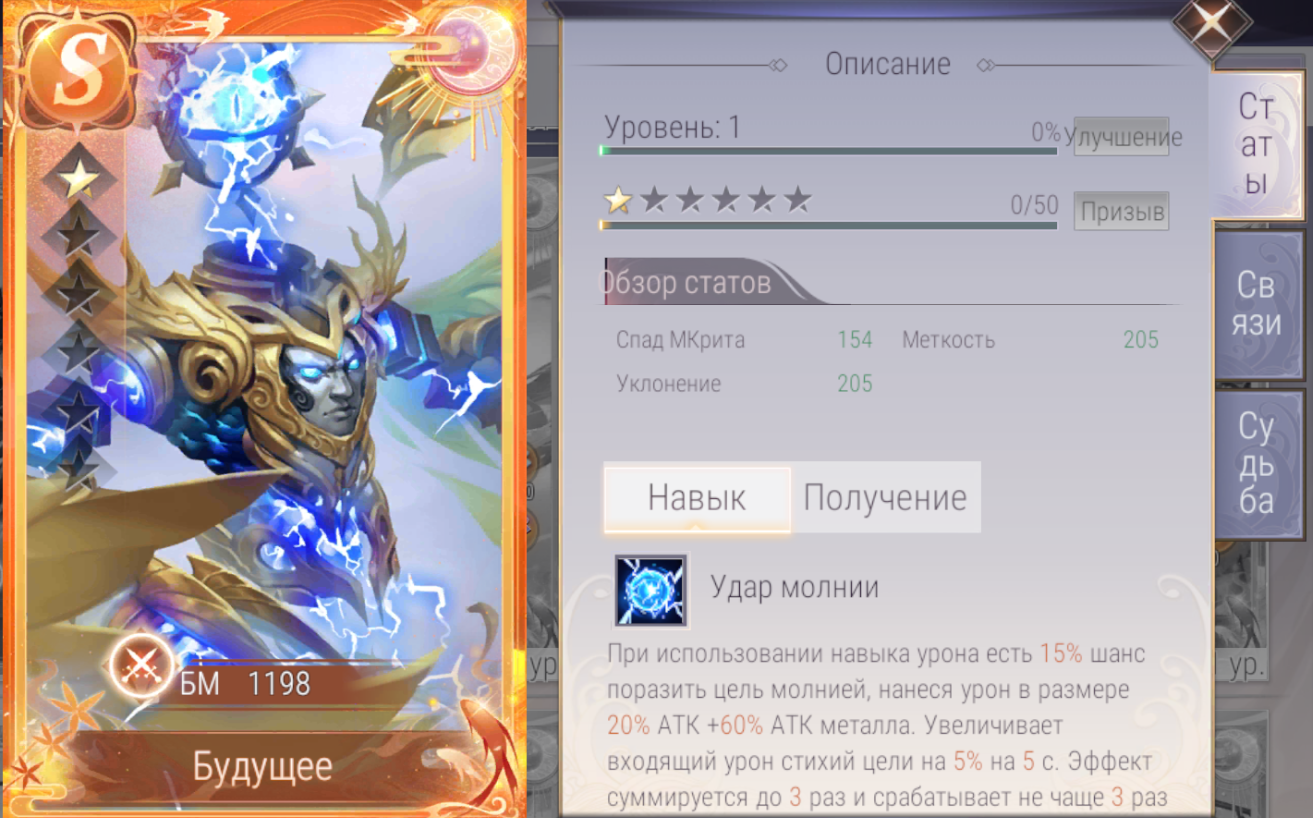 S
БМ 1198
Будущее
Описание
Уровень: 1
0%
Улучшение
0/50
Призыв
Обзор статов
Спад МКрита 154 Меткость 205
Уклонение 205
Навык Получение
Удар молнии
При использовании навыка урона есть 15% шанс
поразить цель молнией, нанеся урон в размере
20% АТК +60% АТК металла. Увеличивает
входящий урон стихий цели на 5% на 5 с. Эффект
суммируется до 3 раз и срабатывает не чаще 3 раз
Ст
ат
ы
Св
язи
Су
дь
ба
ур.
ур.